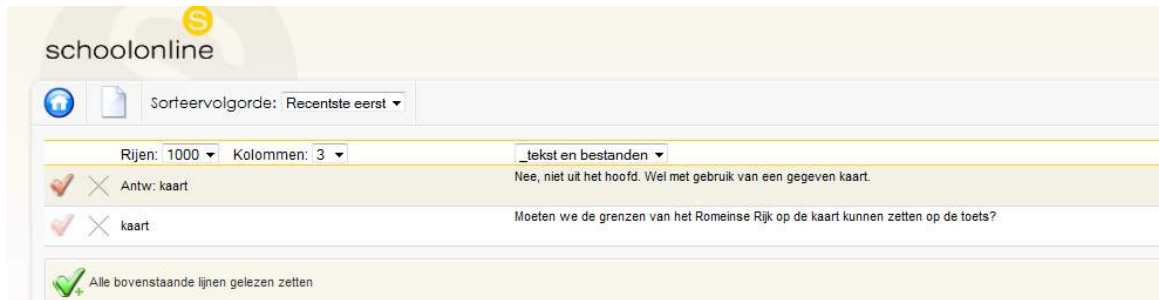 S
schoolonline
Sorteervolgorde: Recentste eerst
Rijen: 1000 Kolommen: 3 _tekst en bestanden
Antw: kaart Nee, niet uit het hoofd. Wel met gebruik van een gegeven kaart.
kaart Moeten we de grenzen van het Romeinse Rijk op de kaart kunnen zetten op de toets?
Alle bovenstaande lijnen gelezen zetten